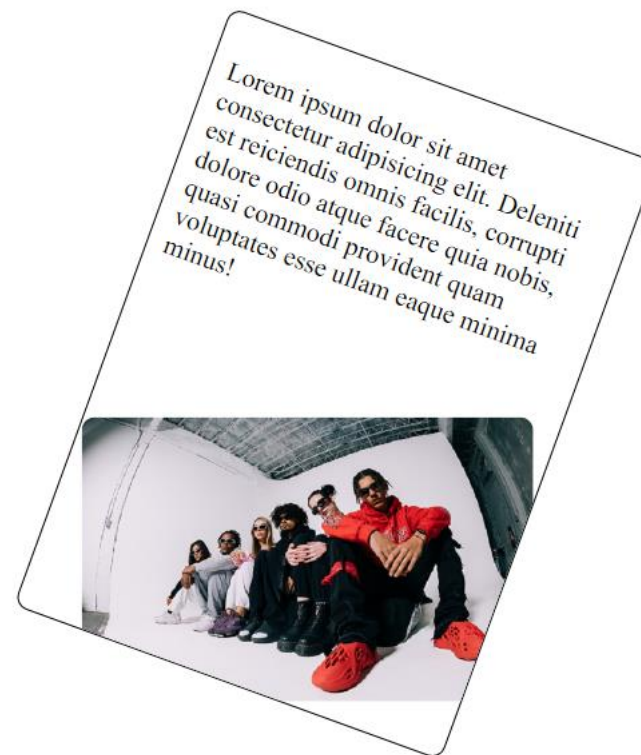 Lorem ipsum dolor sit amet
consectetur adipisicing elit. Deleniti
est reiciendis omnis facilis, corrupti
dolore odio atque facere quia nobis,
quasi commodi provident quam
voluptates esse ullam eaque minima
minus!